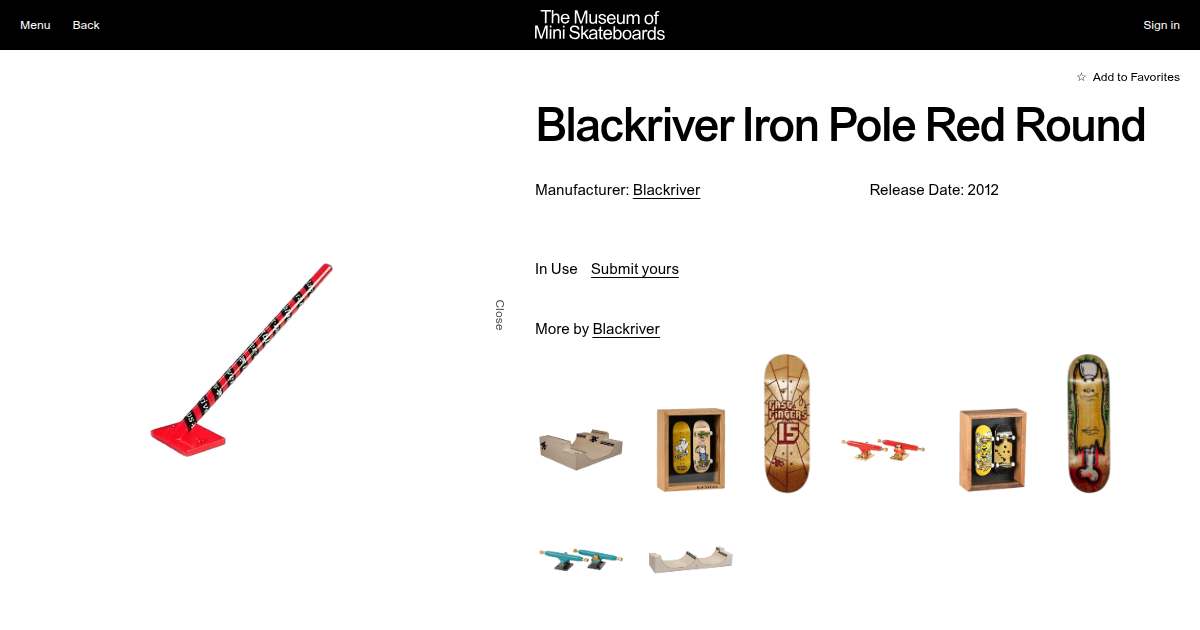 Menu
Back
The Museum of
Mini Skateboards
Sign in
☆ Add to Favorites
Blackriver Iron Pole Red Round
Manufacturer: Blackriver
Release Date: 2012
In Use
Submit yours
Close
More by Blackriver
FAST
FINGERS
15